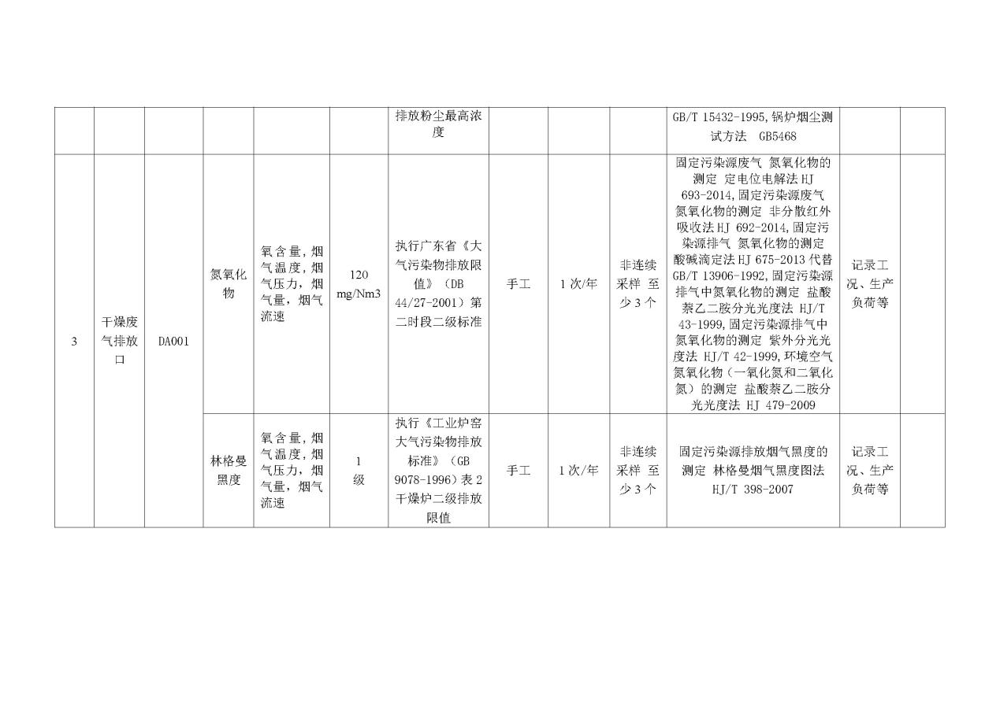 排放粉尘最高浓
度
GB/T 15432-1995,锅炉烟尘测
试方法 GB5468
3
干燥废
气排放
口
DA001
氮氧化
物
氧含量,烟
气温度,烟
气压力，烟
气量，烟气
流速
120
mg/Nm3
执行广东省《大
气污染物排放限
值》（DB
44/27-2001）第
二时段二级标准
手工
1 次/年
非连续
采样 至
少 3 个
固定污染源废气 氮氧化物的
测定 定电位电解法 HJ
693-2014,固定污染源废气
氮氧化物的测定 非分散红外
吸收法 HJ 692-2014,固定污
染源排气 氮氧化物的测定
酸碱滴定法 HJ 675-2013 代替
GB/T 13906-1992,固定污染源
排气中氮氧化物的测定 盐酸
萘乙二胺分光光度法 HJ/T
43-1999,固定污染源排气中
氮氧化物的测定 紫外分光光
度法 HJ/T 42-1999,环境空气
氮氧化物（一氧化氮和二氧化
氮）的测定 盐酸萘乙二胺分
光光度法 HJ 479-2009
记录工
况、生产
负荷等
林格曼
黑度
氧含量,烟
气温度,烟
气压力，烟
气量，烟气
流速
1
级
执行《工业炉窑
大气污染物排放
标准》（GB
9078-1996）表 2
干燥炉二级排放
限值
手工
1 次/年
非连续
采样 至
少 3 个
固定污染源排放烟气黑度的
测定 林格曼烟气黑度图法
HJ/T 398-2007
记录工
况、生产
负荷等